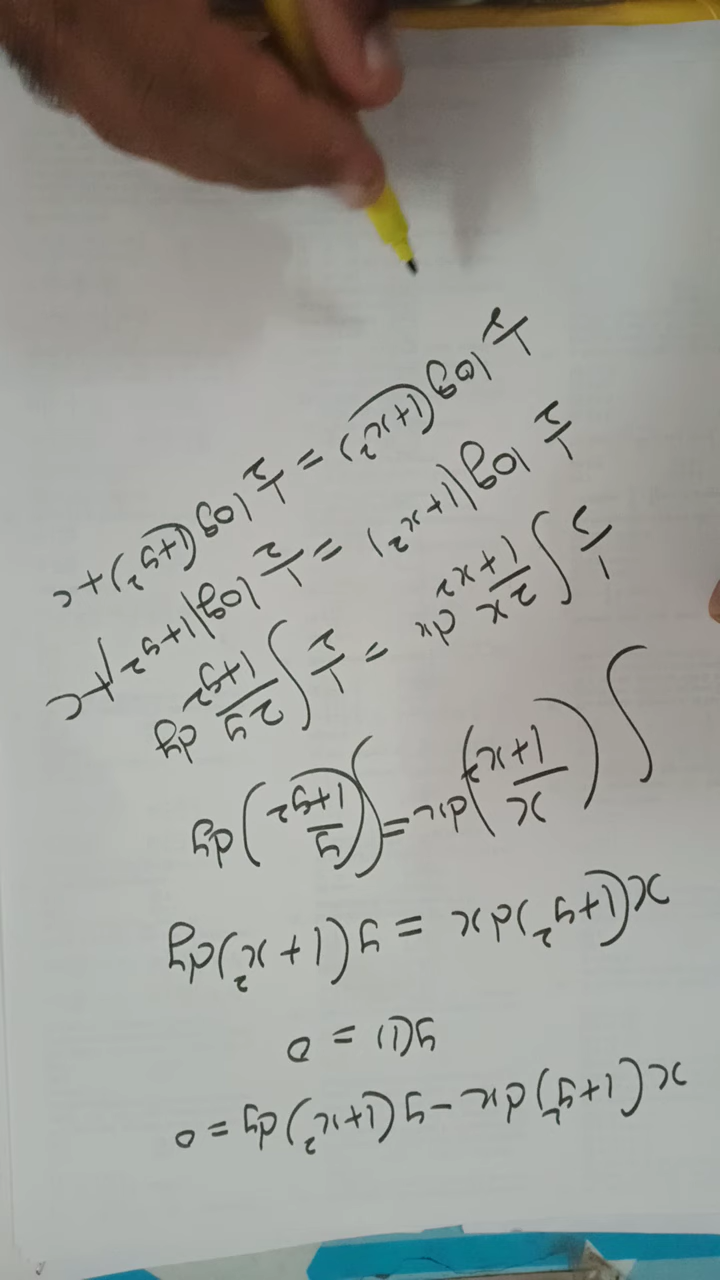 x(1+y²)dx - y(1+x²)dy = 0
y(1) = 0
x(1+y²)dx = y(1+x²)dy
∫(x/(1+x²))dx = ∫(y/(1+y²))dy
1/2 ∫ 2x/(1+x²) dx = 1/2 ∫ 2y/(1+y²) dy
1/2 log|1+x²| = 1/2 log|1+y²|+c
1/2 log(1+x²) = 1/2 log(1+y²)+c